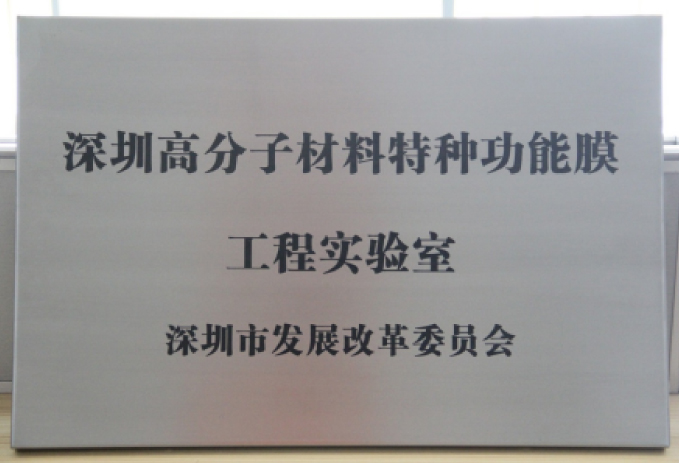 深圳高分子材料特种功能膜
工程实验室
深圳市发展改革委员会